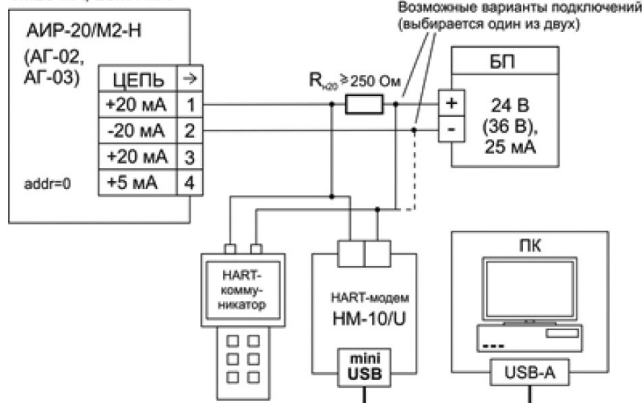 Возможные варианты подключений
(выбирается один из двух)
АИР-20/М2-Н
(АГ-02,
АГ-03)
ЦЕПЬ →
+20 мА 1
-20 мА 2
+20 мА 3
+5 мА 4
addr=0
Rн20 ≥ 250 Ом
БП
+
-
24 В
(36 В),
25 мА
HART-
комму-
никатор
HART-модем
HM-10/U
mini
USB
ПК
USB-A